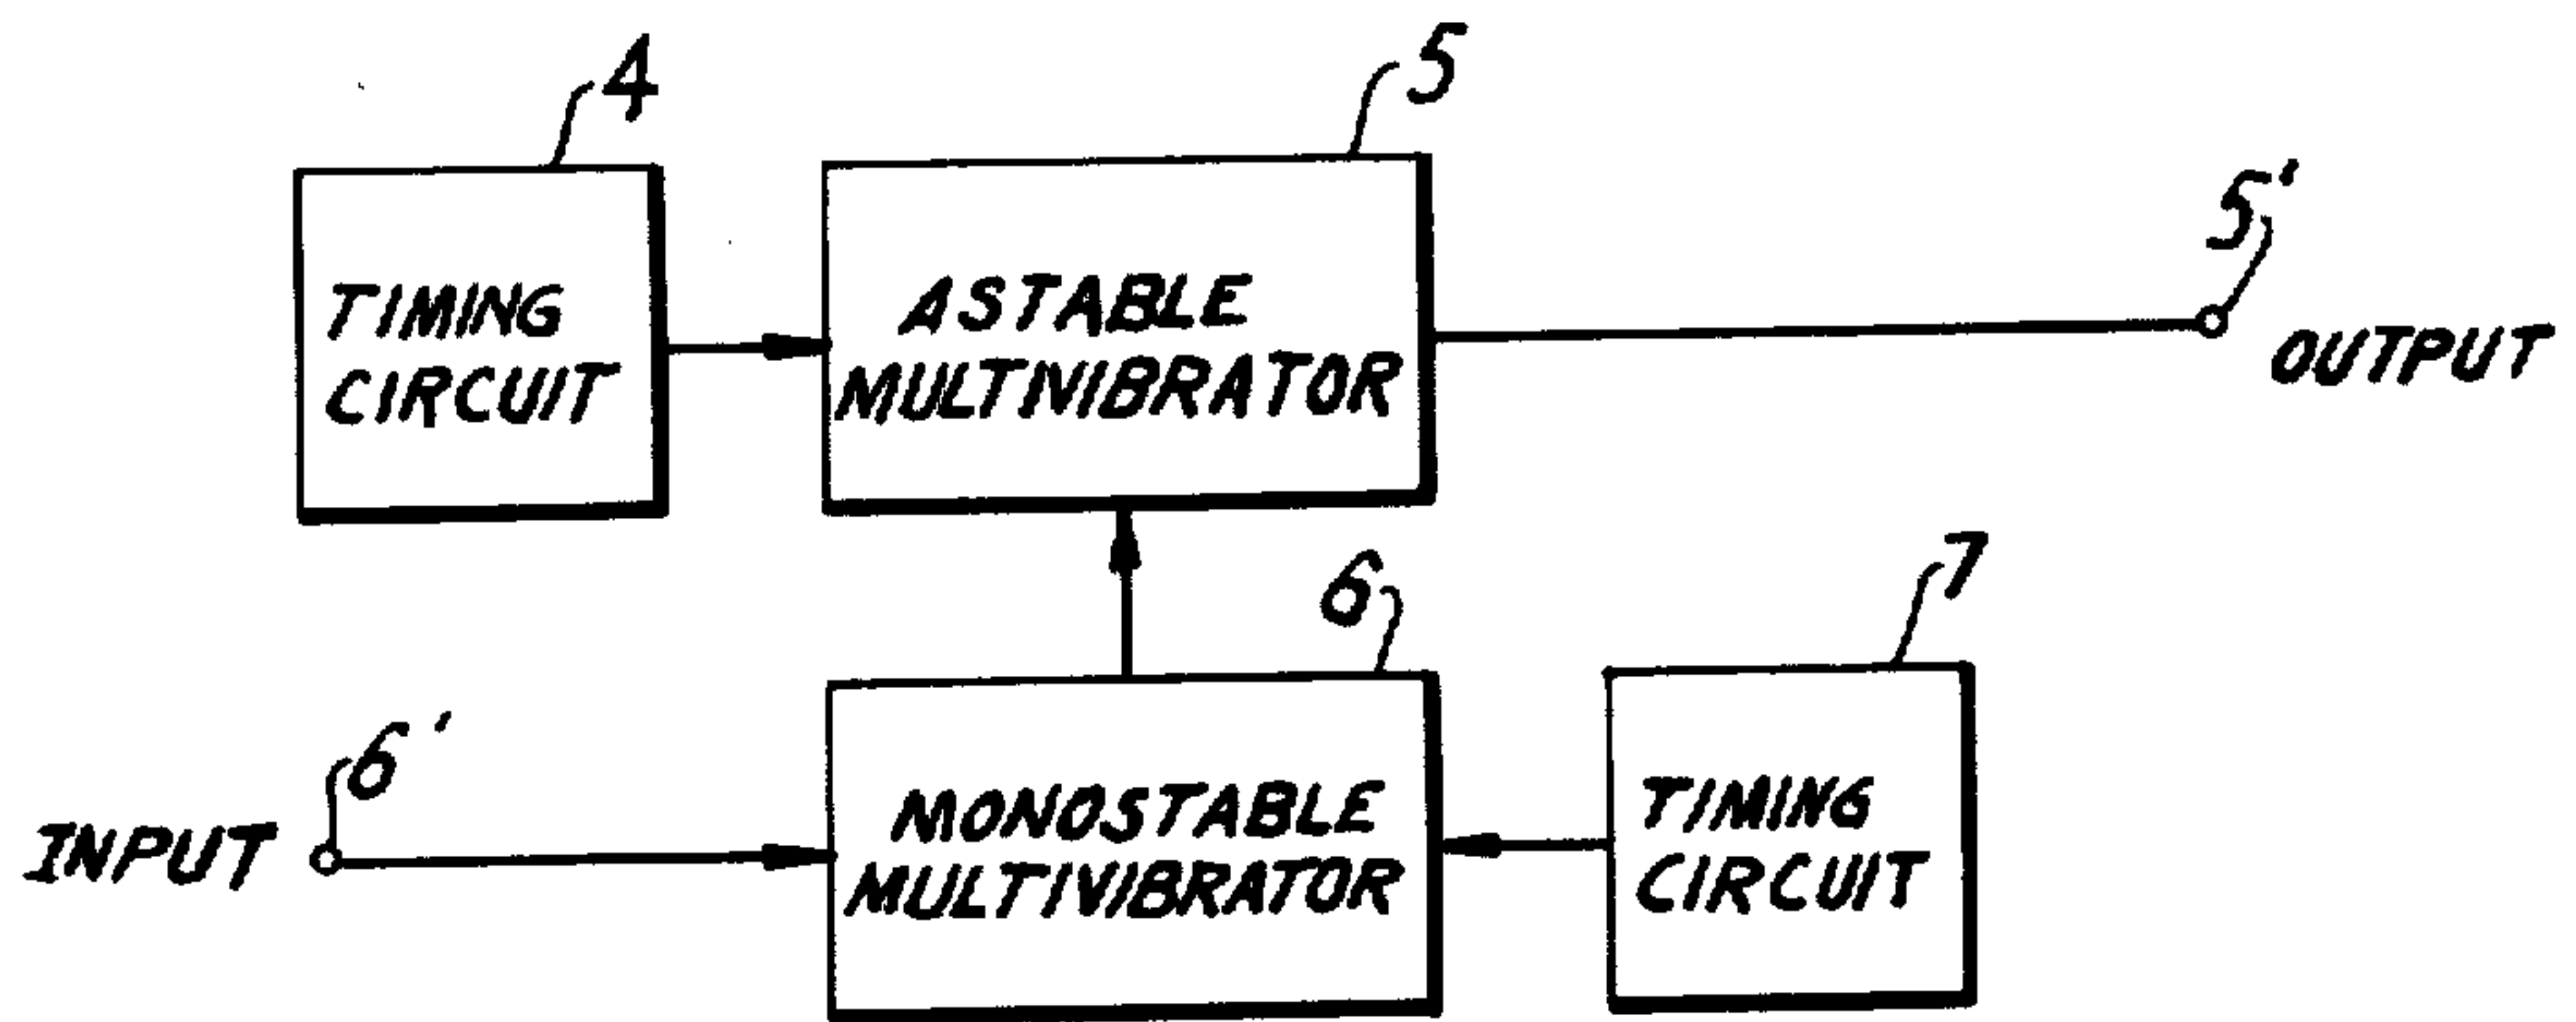 4
5
5'
TIMING
CIRCUIT
ASTABLE
MULTIVIBRATOR
OUTPUT
6
7
6'
INPUT
MONOSTABLE
MULTIVIBRATOR
TIMING
CIRCUIT